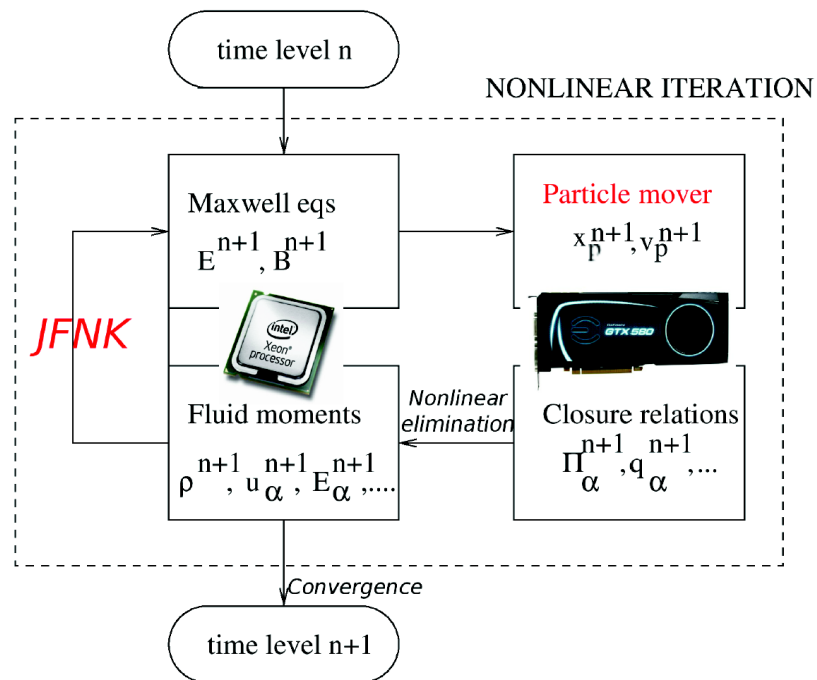 time level n
NONLINEAR ITERATION
Maxwell eqs
E^n+1, B^n+1
Particle mover
x_p^n+1, v_p^n+1
JFNK
intel
Xeon®
processor
GTX 580
Fluid moments
ρ^n+1, u_α^n+1, E_α^n+1,....
Nonlinear
elimination
Closure relations
Π_α^n+1, q_α^n+1,...
Convergence
time level n+1